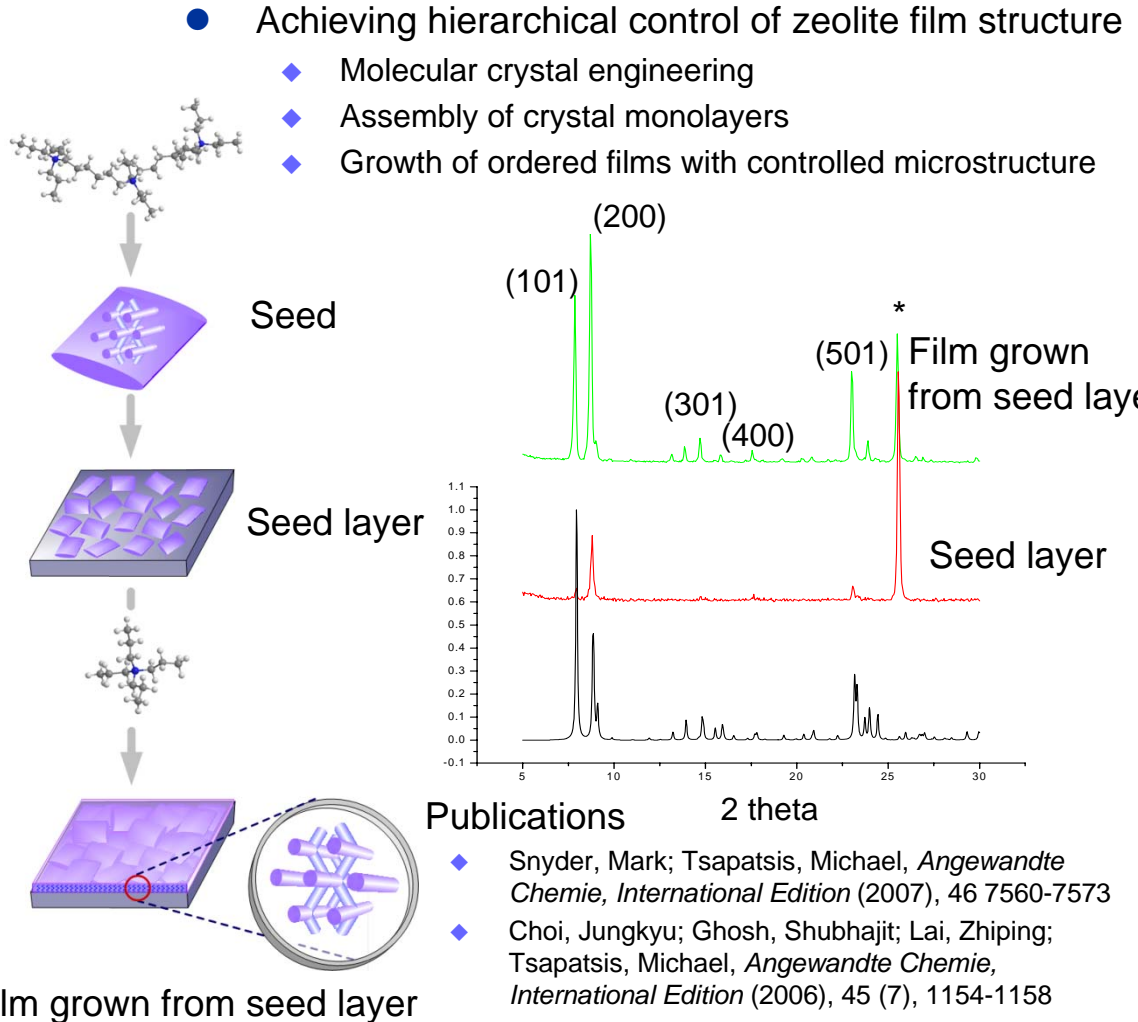 ● Achieving hierarchical control of zeolite film structure
◆ Molecular crystal engineering
◆ Assembly of crystal monolayers
◆ Growth of ordered films with controlled microstructure
(200)
(101)
*
Seed
(501) Film grown
from seed laye
(301)
(400)
1.1
1.0
0.9
0.8
0.7
0.6
0.5
0.4
0.3
0.2
0.1
0.0
-0.1
Seed layer
Seed layer
5 10 15 20 25 30
2 theta
Publications
◆ Snyder, Mark; Tsapatsis, Michael, Angewandte
Chemie, International Edition (2007), 46 7560-7573
◆ Choi, Jungkyu; Ghosh, Shubhajit; Lai, Zhiping;
Tsapatsis, Michael, Angewandte Chemie,
International Edition (2006), 45 (7), 1154-1158
lm grown from seed layer